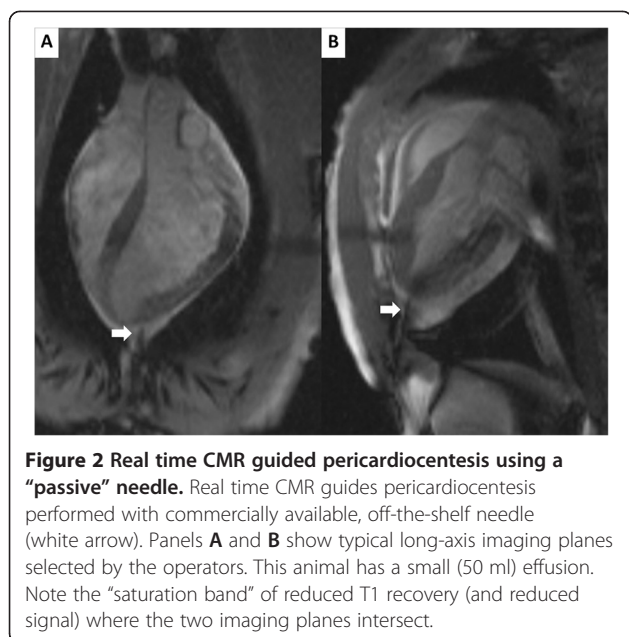 A
B
Figure 2 Real time CMR guided pericardiocentesis using a
“passive” needle. Real time CMR guides pericardiocentesis
performed with commercially available, off-the-shelf needle
(white arrow). Panels A and B show typical long-axis imaging planes
selected by the operators. This animal has a small (50 ml) effusion.
Note the “saturation band” of reduced T1 recovery (and reduced
signal) where the two imaging planes intersect.